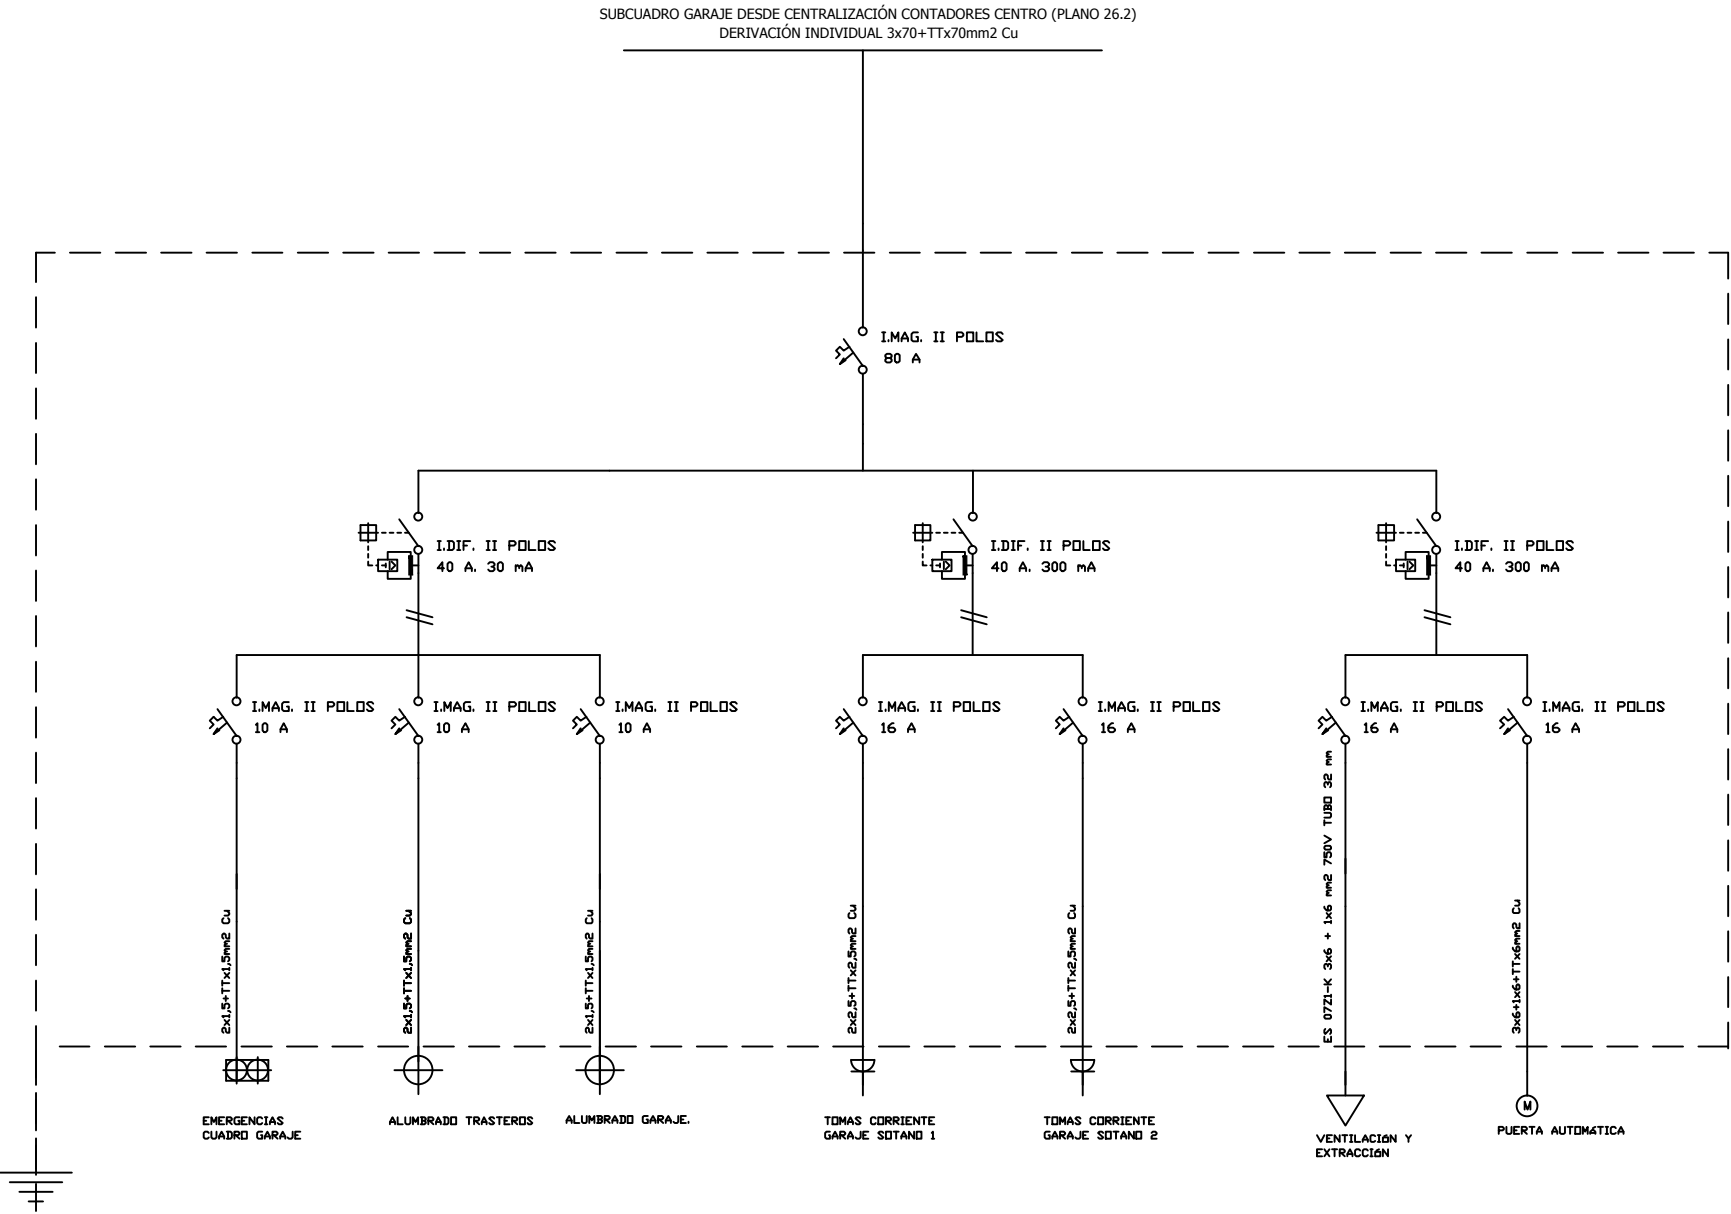 SUBCUADRO GARAJE DESDE CENTRALIZACIÓN CONTADORES CENTRO (PLANO 26.2)
DERIVACIÓN INDIVIDUAL 3x70+TTx70mm2 Cu
I.MAG. II POLOS
80 A
I.DIF. II POLOS
40 A. 30 mA
I.DIF. II POLOS
40 A. 300 mA
I.DIF. II POLOS
40 A. 300 mA
I.MAG. II POLOS
10 A
I.MAG. II POLOS
10 A
I.MAG. II POLOS
10 A
I.MAG. II POLOS
16 A
I.MAG. II POLOS
16 A
I.MAG. II POLOS
16 A
I.MAG. II POLOS
16 A
2x1,5+TTx1,5mm2 Cu
2x1,5+TTx1,5mm2 Cu
2x1,5+TTx1,5mm2 Cu
2x2,5+TTx2,5mm2 Cu
2x2,5+TTx2,5mm2 Cu
ES 07Z1-K 3x6 + 1x6 mm2 750V TUBO 32 mm
3x6+1x6+TTx6mm2 Cu
EMERGENCIAS
CUADRO GARAJE
ALUMBRADO TRASTEROS
ALUMBRADO GARAJE.
TOMAS CORRIENTE
GARAJE SOTANO 1
TOMAS CORRIENTE
GARAJE SOTANO 2
VENTILACIóN Y
EXTRACCIóN
M
PUERTA AUTOMáTICA